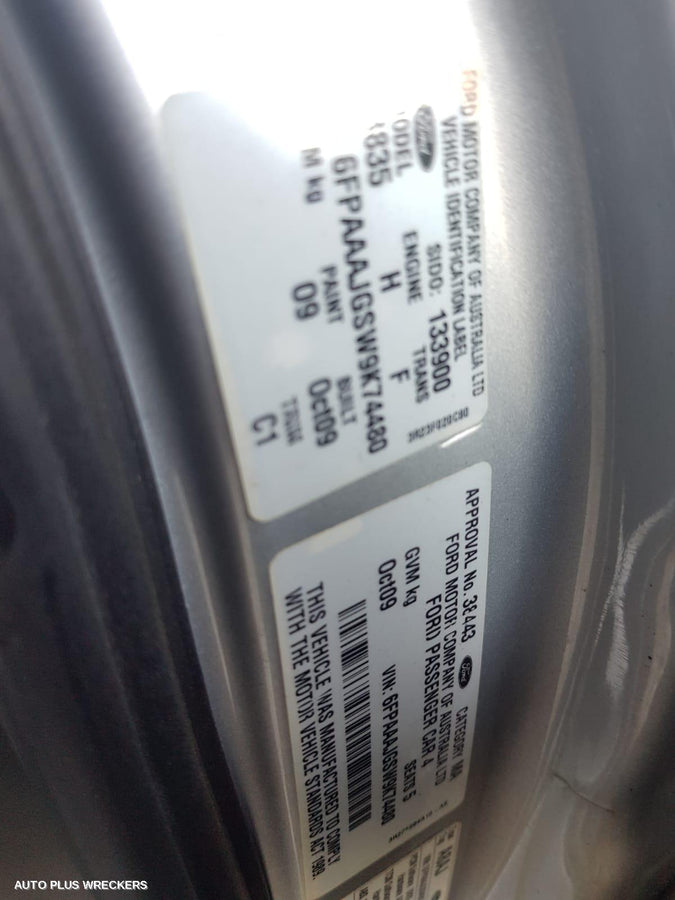 FORD MOTOR COMPANY OF AUSTRALIA LTD
VEHICLE IDENTIFICATION LABEL
Ford
SIDO: 133900
ENGINE TRANS
1835 H F
6FPAAAJGSW9K74480
M kg PAINT BUILT TRIM
09 Oct09 C1
APPROVAL No. CATEGORY MA
Ford
FORD MOTOR COMPANY OF AUSTRALIA LTD
FORD PASSENGER CAR 4
GVM kg SEATS 5
Oct09 VIN: 6FPAAAJGSW9K74480
THIS VEHICLE WAS MANUFACTURED TO COMPLY
WITH THE MOTOR VEHICLE STANDARDS ACT 1989.
AUTO PLUS WRECKERS